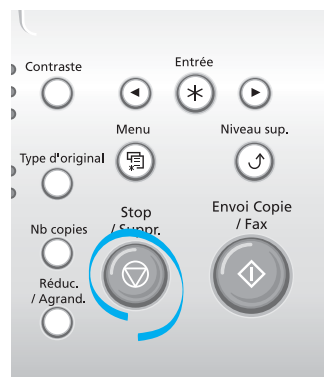 Contraste
Entrée
Menu
Niveau sup.
Type d'original
Stop
/ Suppr.
Envoi Copie
/ Fax
Nb copies
Réduc.
/ Agrand.